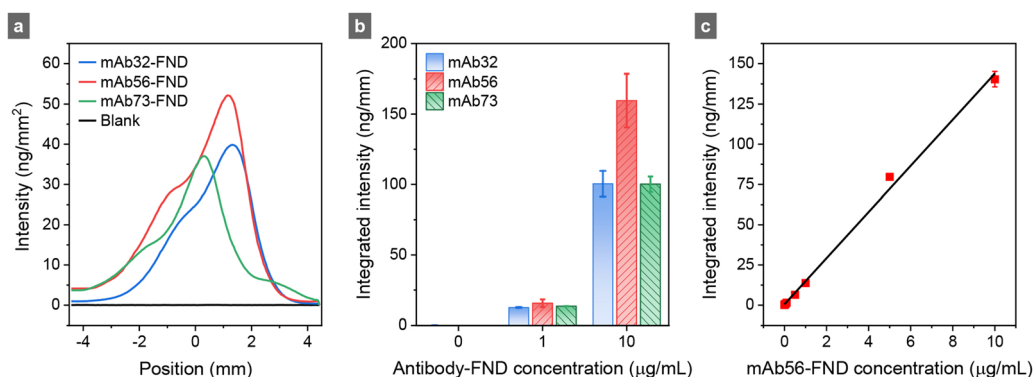 a
Intensity (ng/mm²)
60
50
40
30
20
10
0
mAb32-FND
mAb56-FND
mAb73-FND
Blank
-4
-2
0
2
4
Position (mm)
b
Integrated intensity (ng/mm)
200
150
100
50
0
mAb32
mAb56
mAb73
0
1
10
Antibody-FND concentration (μg/mL)
c
Integrated intensity (ng/mm)
150
125
75
50
25
0
0
2
4
6
8
10
mAb56-FND concentration (μg/mL)